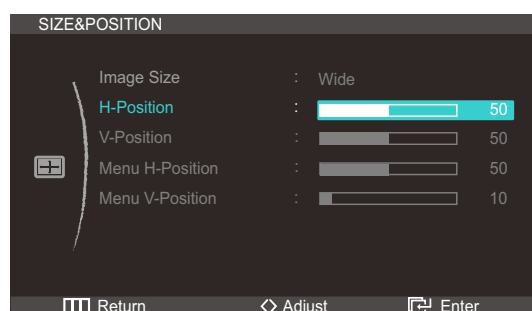 SIZE&POSITION
Image Size : Wide
H-Position : 50
V-Position : 50
Menu H-Position : 50
Menu V-Position : 10
Return Adjust Enter